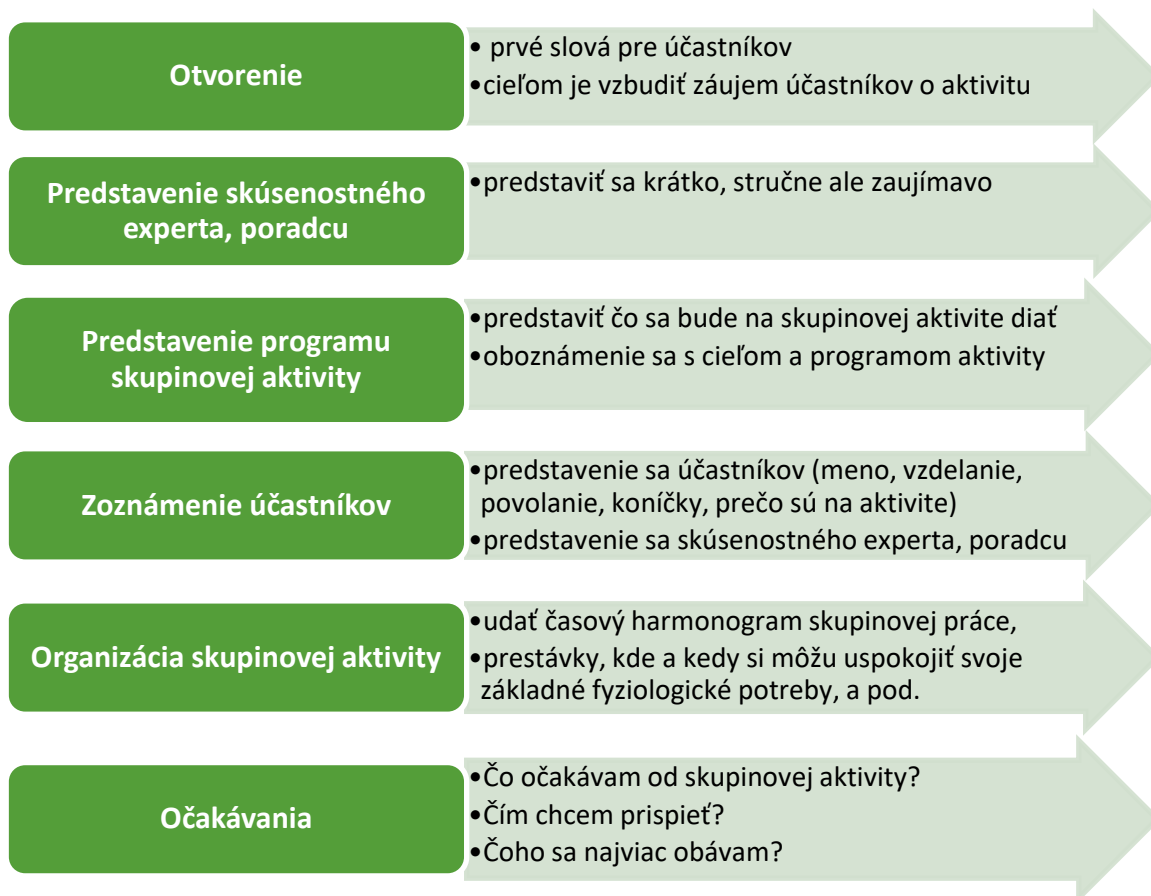 Otvorenie
• prvé slová pre účastníkov
•cieľom je vzbudiť záujem účastníkov o aktivitu
Predstavenie skúsenostného
experta, poradcu
•predstaviť sa krátko, stručne ale zaujímavo
Predstavenie programu
skupinovej aktivity
•predstaviť čo sa bude na skupinovej aktivite diať
•oboznámenie sa s cieľom a programom aktivity
Zoznámenie účastníkov
•predstavenie sa účastníkov (meno, vzdelanie,
povolanie, koníčky, prečo sú na aktivite)
•predstavenie sa skúsenostného experta, poradcu
Organizácia skupinovej aktivity
•udať časový harmonogram skupinovej práce,
•prestávky, kde a kedy si môžu uspokojiť svoje
základné fyziologické potreby, a pod.
Očakávania
•Čo očakávam od skupinovej aktivity?
•Čím chcem prispieť?
•Čoho sa najviac obávam?